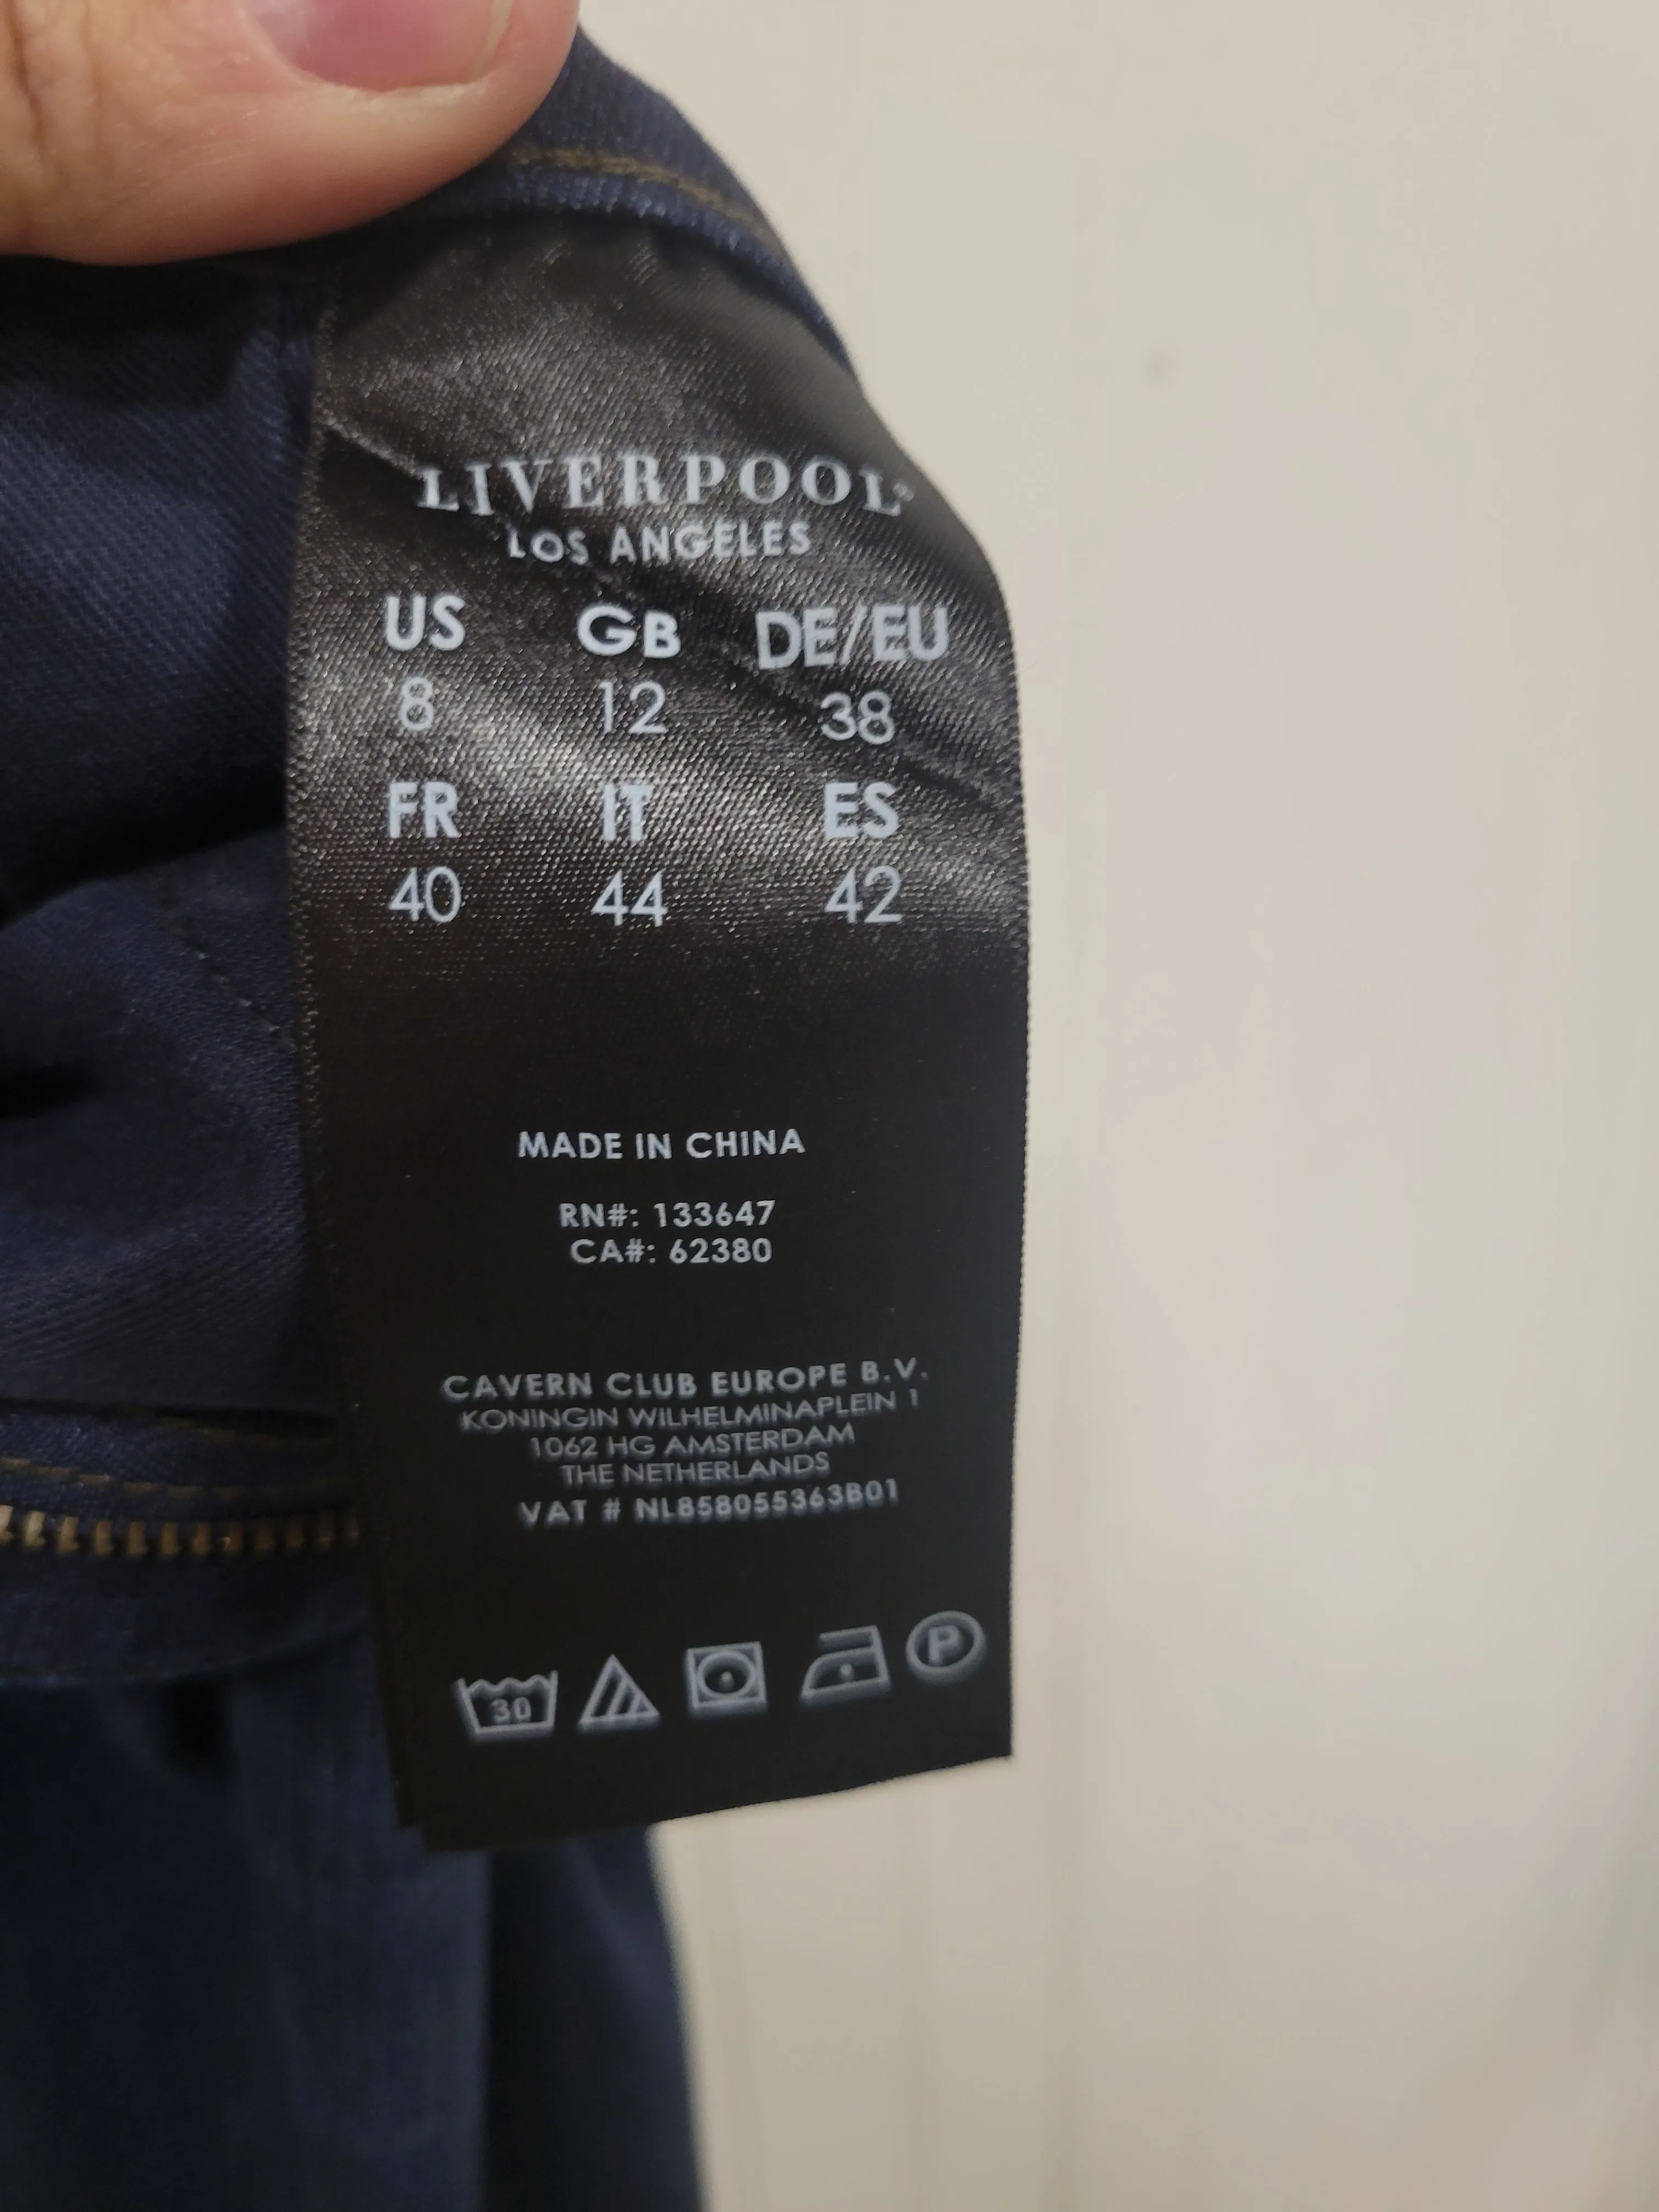 LIVERPOOL®
LOS ANGELES
US GB DE/EU
8 12 38
FR IT ES
40 44 42
MADE IN CHINA
RN#: 133647
CA#: 62380
CAVERN CLUB EUROPE B.V.
KONINGIN WILHELMINAPLEIN 1
1062 HG AMSTERDAM
THE NETHERLANDS
VAT # NL858055363B01
30
P